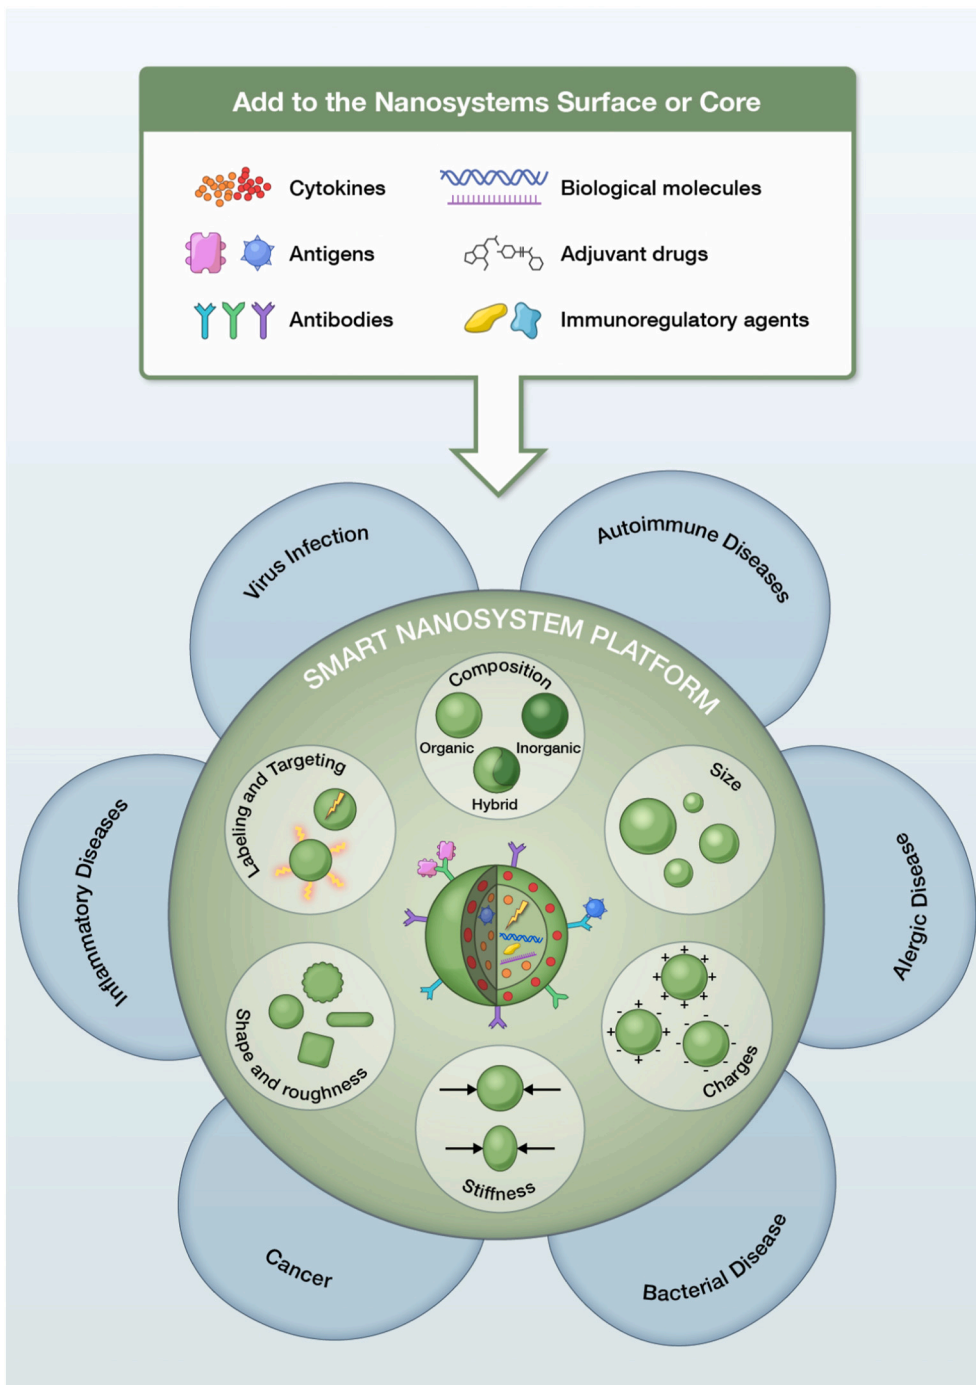 Add to the Nanosystems Surface or Core
Cytokines
Biological molecules
Antigens
Adjuvant drugs
Antibodies
Immunoregulatory agents
Virus Infection
Autoimmune Diseases
SMART NANOSYSTEM PLATFORM
Composition
Organic
Inorganic
Hybrid
Labeling and Targeting
Size
Inflammatory Diseases
Alergic Disease
Shape and roughness
Charges
+ + + + + + + +
+ - + - + - + -
- - - - - - -
Stiffness
Cancer
Bacterial Disease